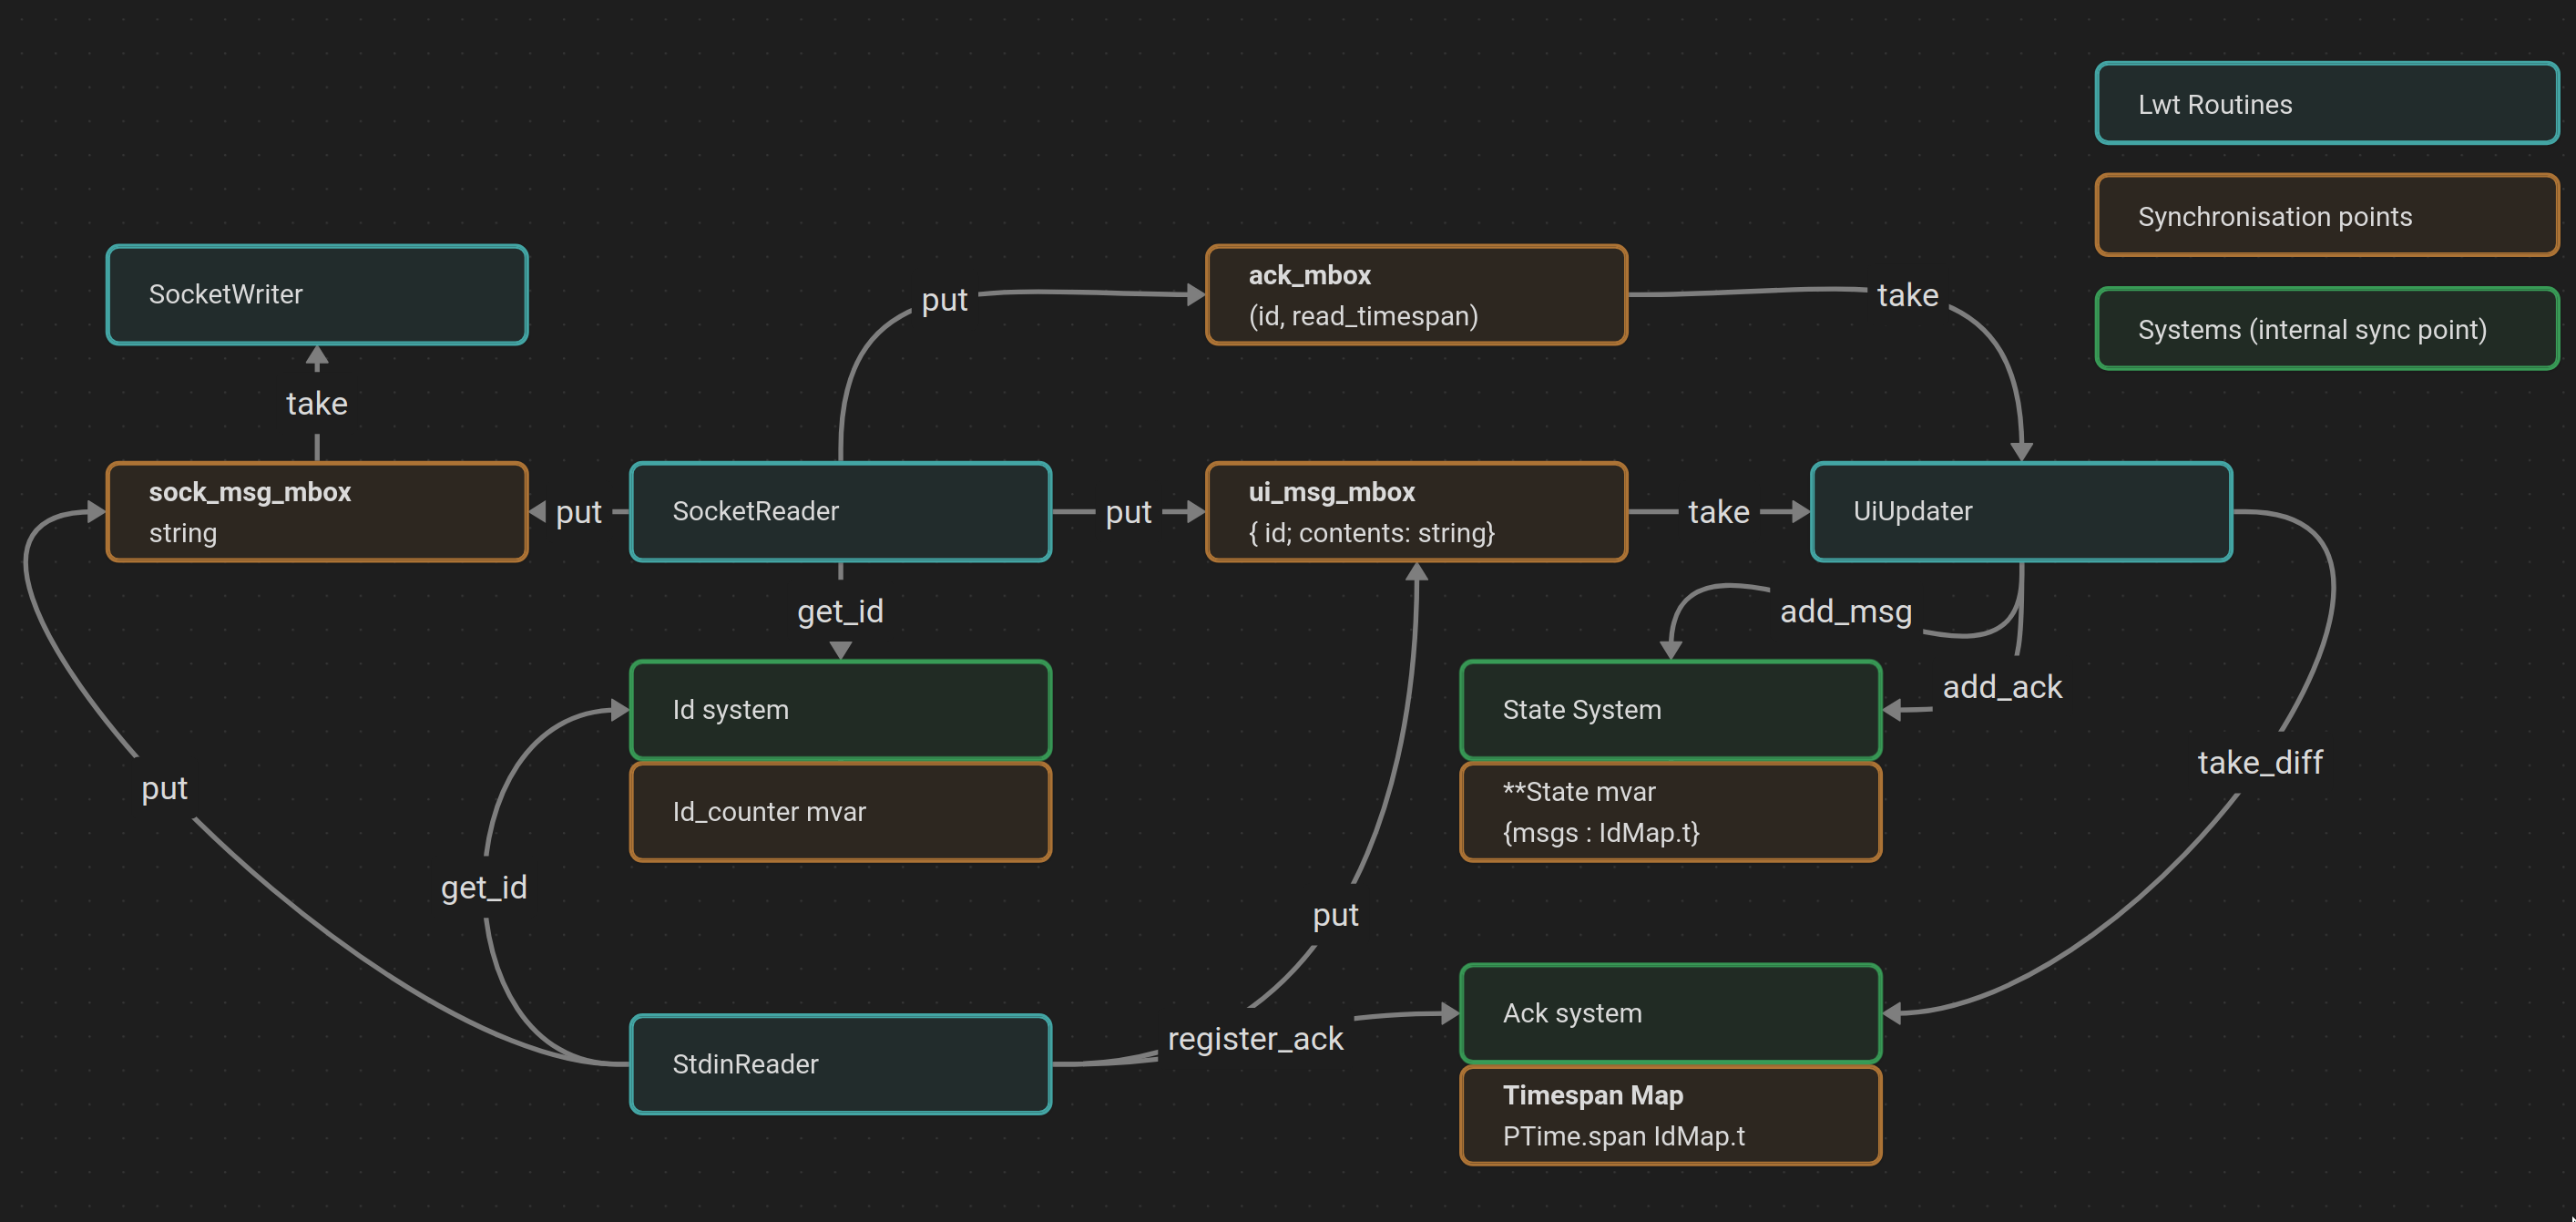 Lwt Routines
Synchronisation points
Systems (internal sync point)
SocketWriter
put
ack_mbox
(id, read_timespan)
take
take
sock_msg_mbox
string
put
SocketReader
put
ui_msg_mbox
{ id; contents: string}
take
UiUpdater
get_id
add_msg
add_ack
Id system
Id_counter mvar
State System
**State mvar
{msgs : IdMap.t}
take_diff
put
get_id
put
register_ack
StdinReader
Ack system
Timespan Map
PTime.span IdMap.t